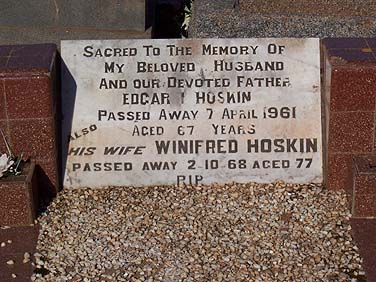 SACRED TO THE MEMORY OF
MY BELOVED HUSBAND
AND OUR DEVOTED FATHER
EDGAR I HOSKIN
PASSED AWAY 7 APRIL 1961
AGED 67 YEARS
ALSO
HIS WIFE WINIFRED HOSKIN
PASSED AWAY 2-10-68 AGED 77
RIP